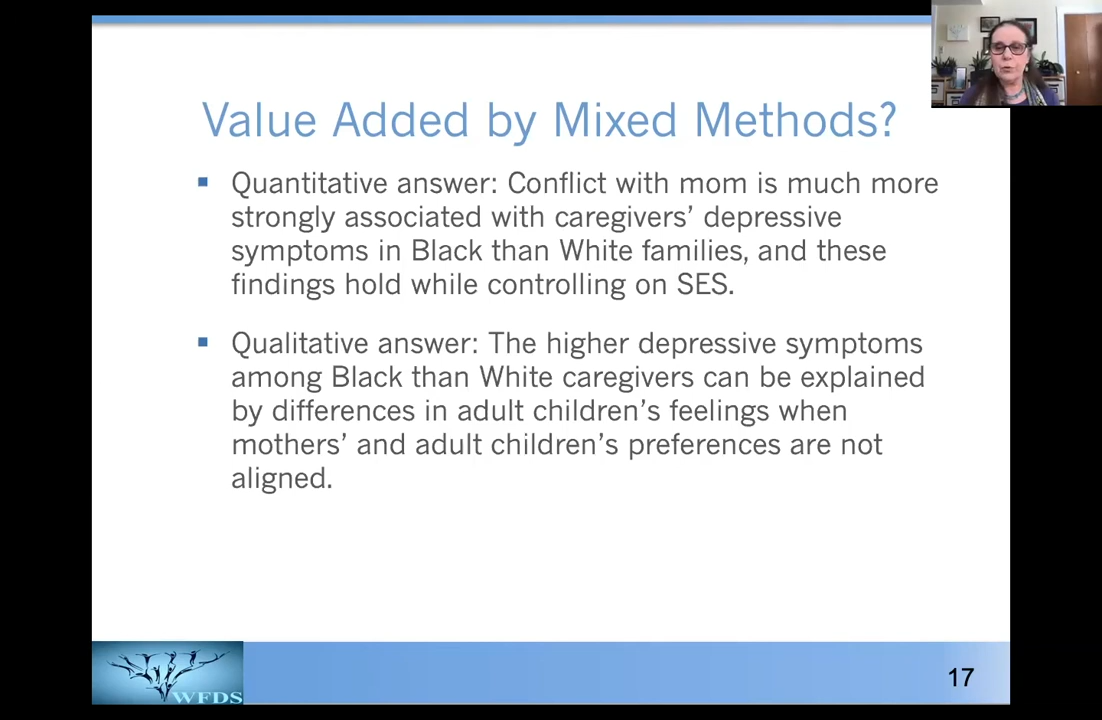 Value Added by Mixed Methods?
▪ Quantitative answer: Conflict with mom is much more
strongly associated with caregivers’ depressive
symptoms in Black than White families, and these
findings hold while controlling on SES.
▪ Qualitative answer: The higher depressive symptoms
among Black than White caregivers can be explained
by differences in adult children’s feelings when
mothers’ and adult children’s preferences are not
aligned.
WFDS
17